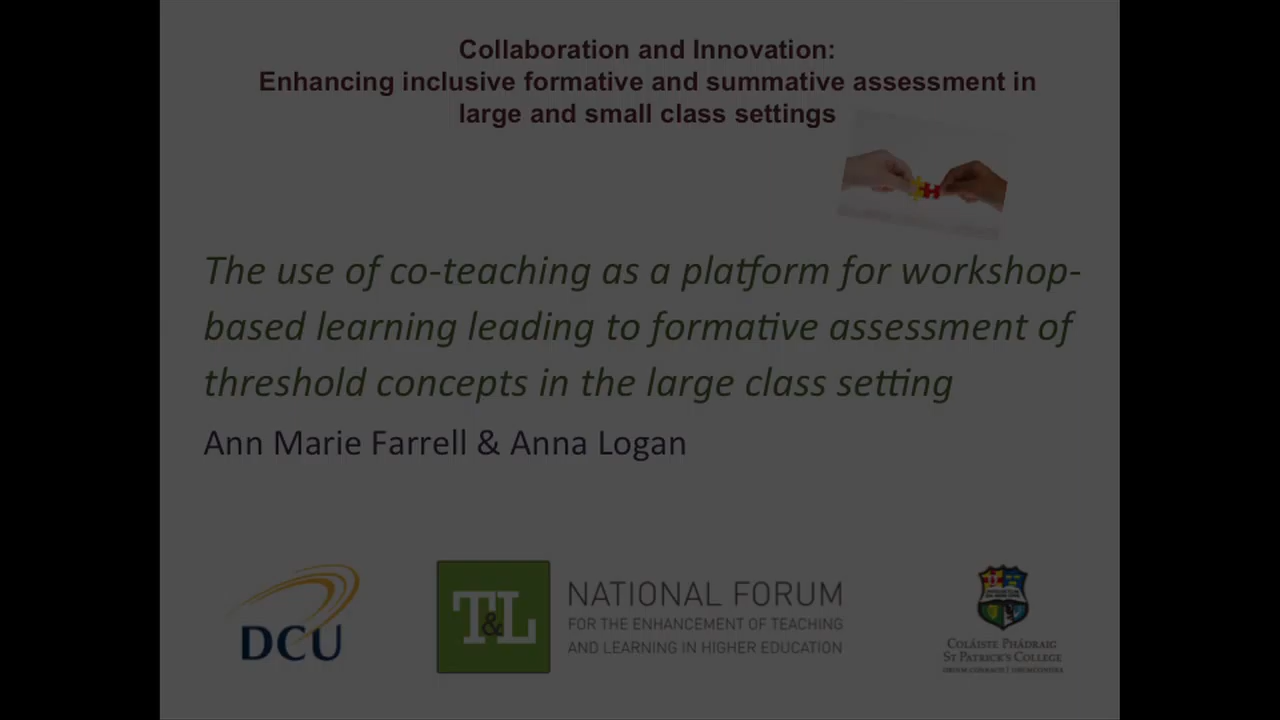 Collaboration and Innovation:
Enhancing inclusive formative and summative assessment in
large and small class settings
The use of co-teaching as a platform for workshop-
based learning leading to formative assessment of
threshold concepts in the large class setting
Ann Marie Farrell & Anna Logan
DCU
T&L
NATIONAL FORUM
FOR THE ENHANCEMENT OF TEACHING
AND LEARNING IN HIGHER EDUCATION
COLÁISTE PHÁDRAIG
ST PATRICK'S COLLEGE